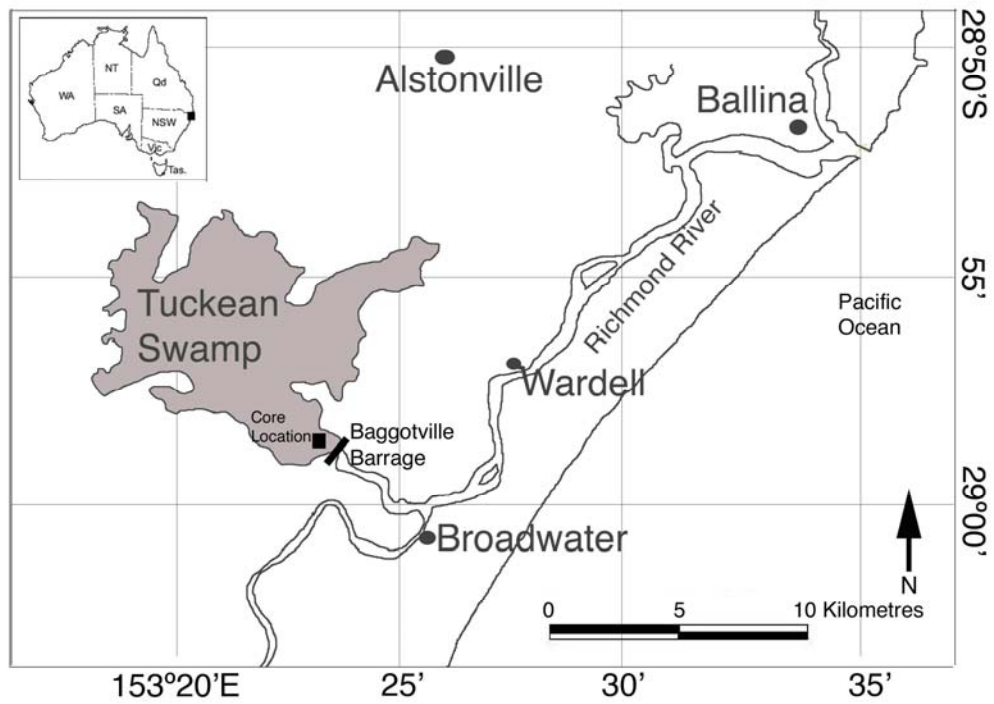 NT
WA
Qd
SA
NSW
Vic
Tas.
Alstonville
Ballina
28°50'S
Richmond River
55'
Tuckean
Swamp
Pacific
Ocean
Wardell
Core
Location
Baggotville
Barrage
29°00'
Broadwater
N
0 5 10 Kilometres
153°20'E 25' 30' 35'